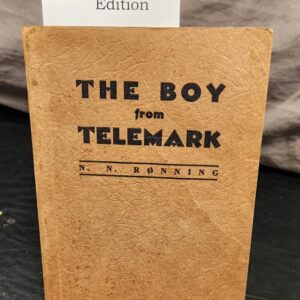 Edition
THE BOY
from
TELEMARK
N. N. RØNNING